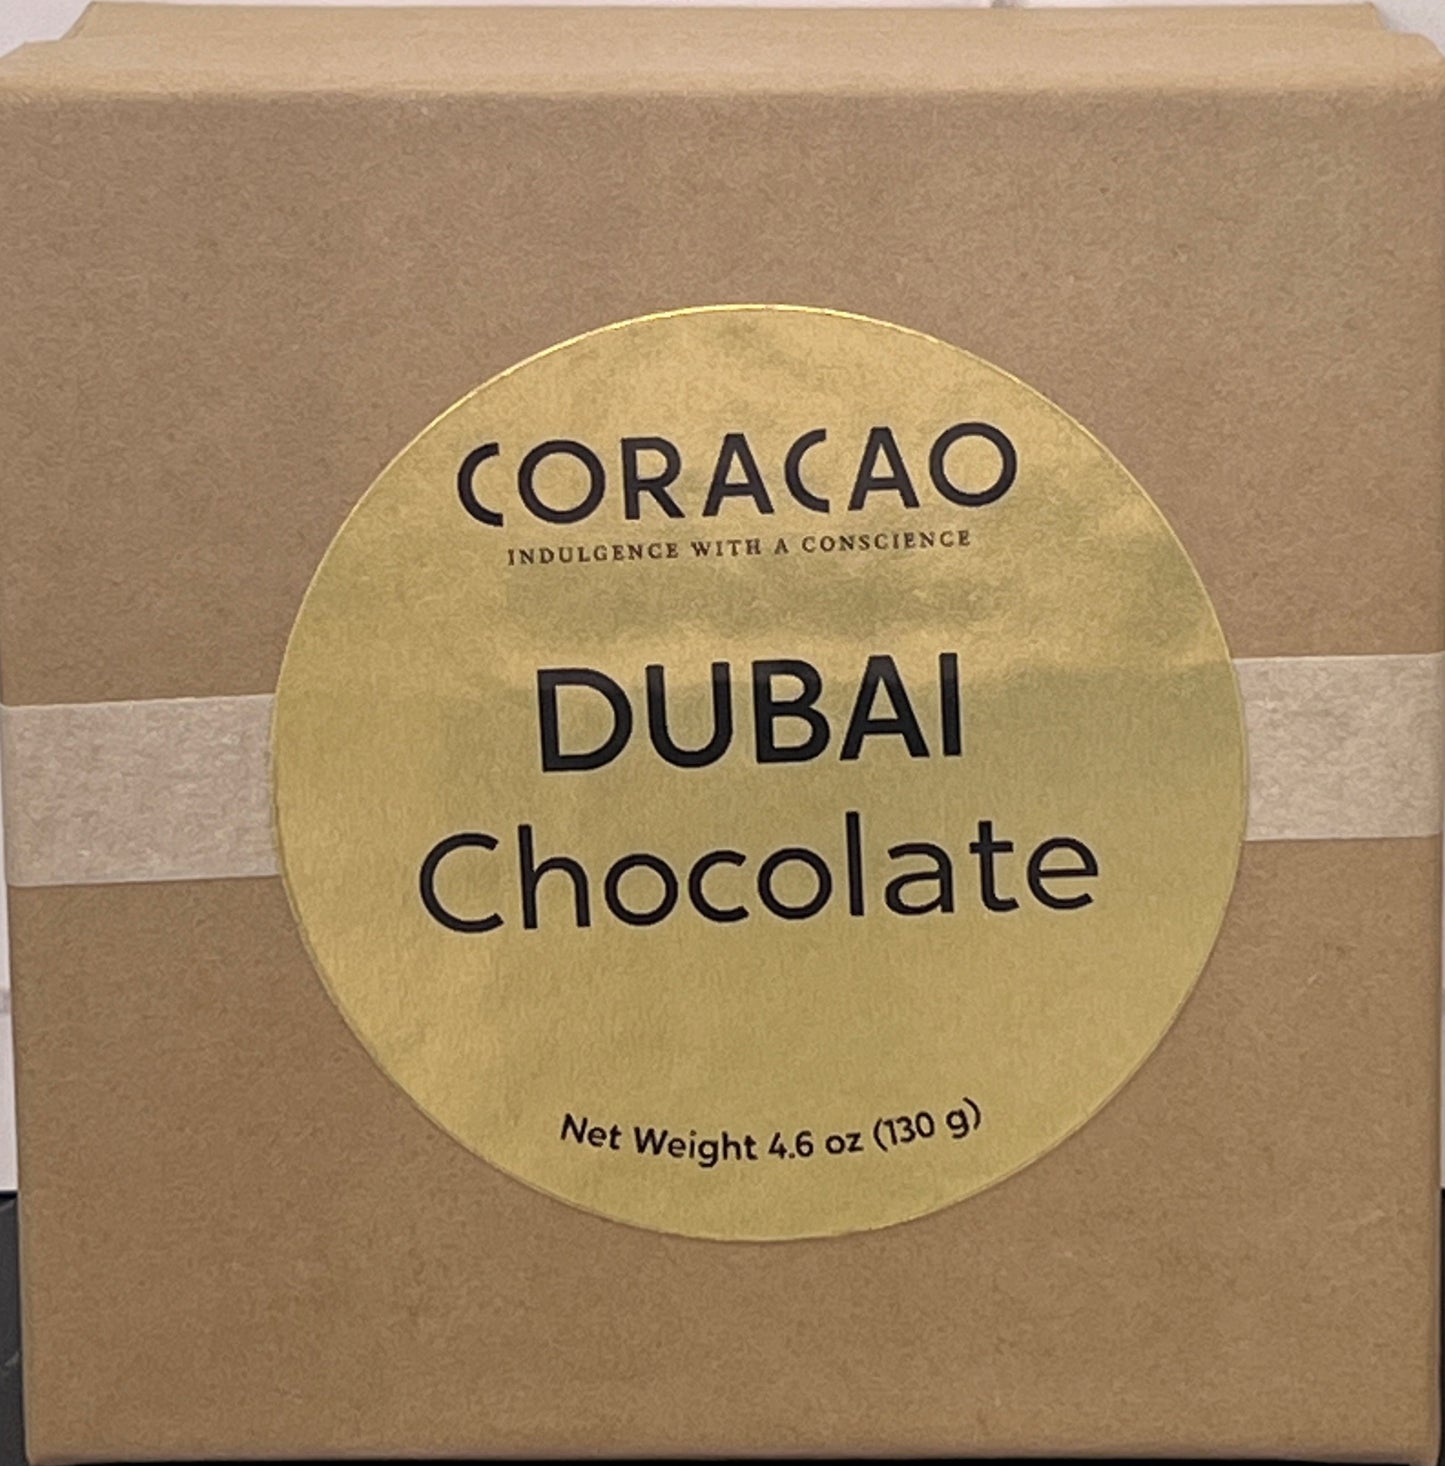 CORACAO
INDULGENCE WITH A CONSCIENCE
DUBAI
Chocolate
Net Weight 4.6 oz (130 g)